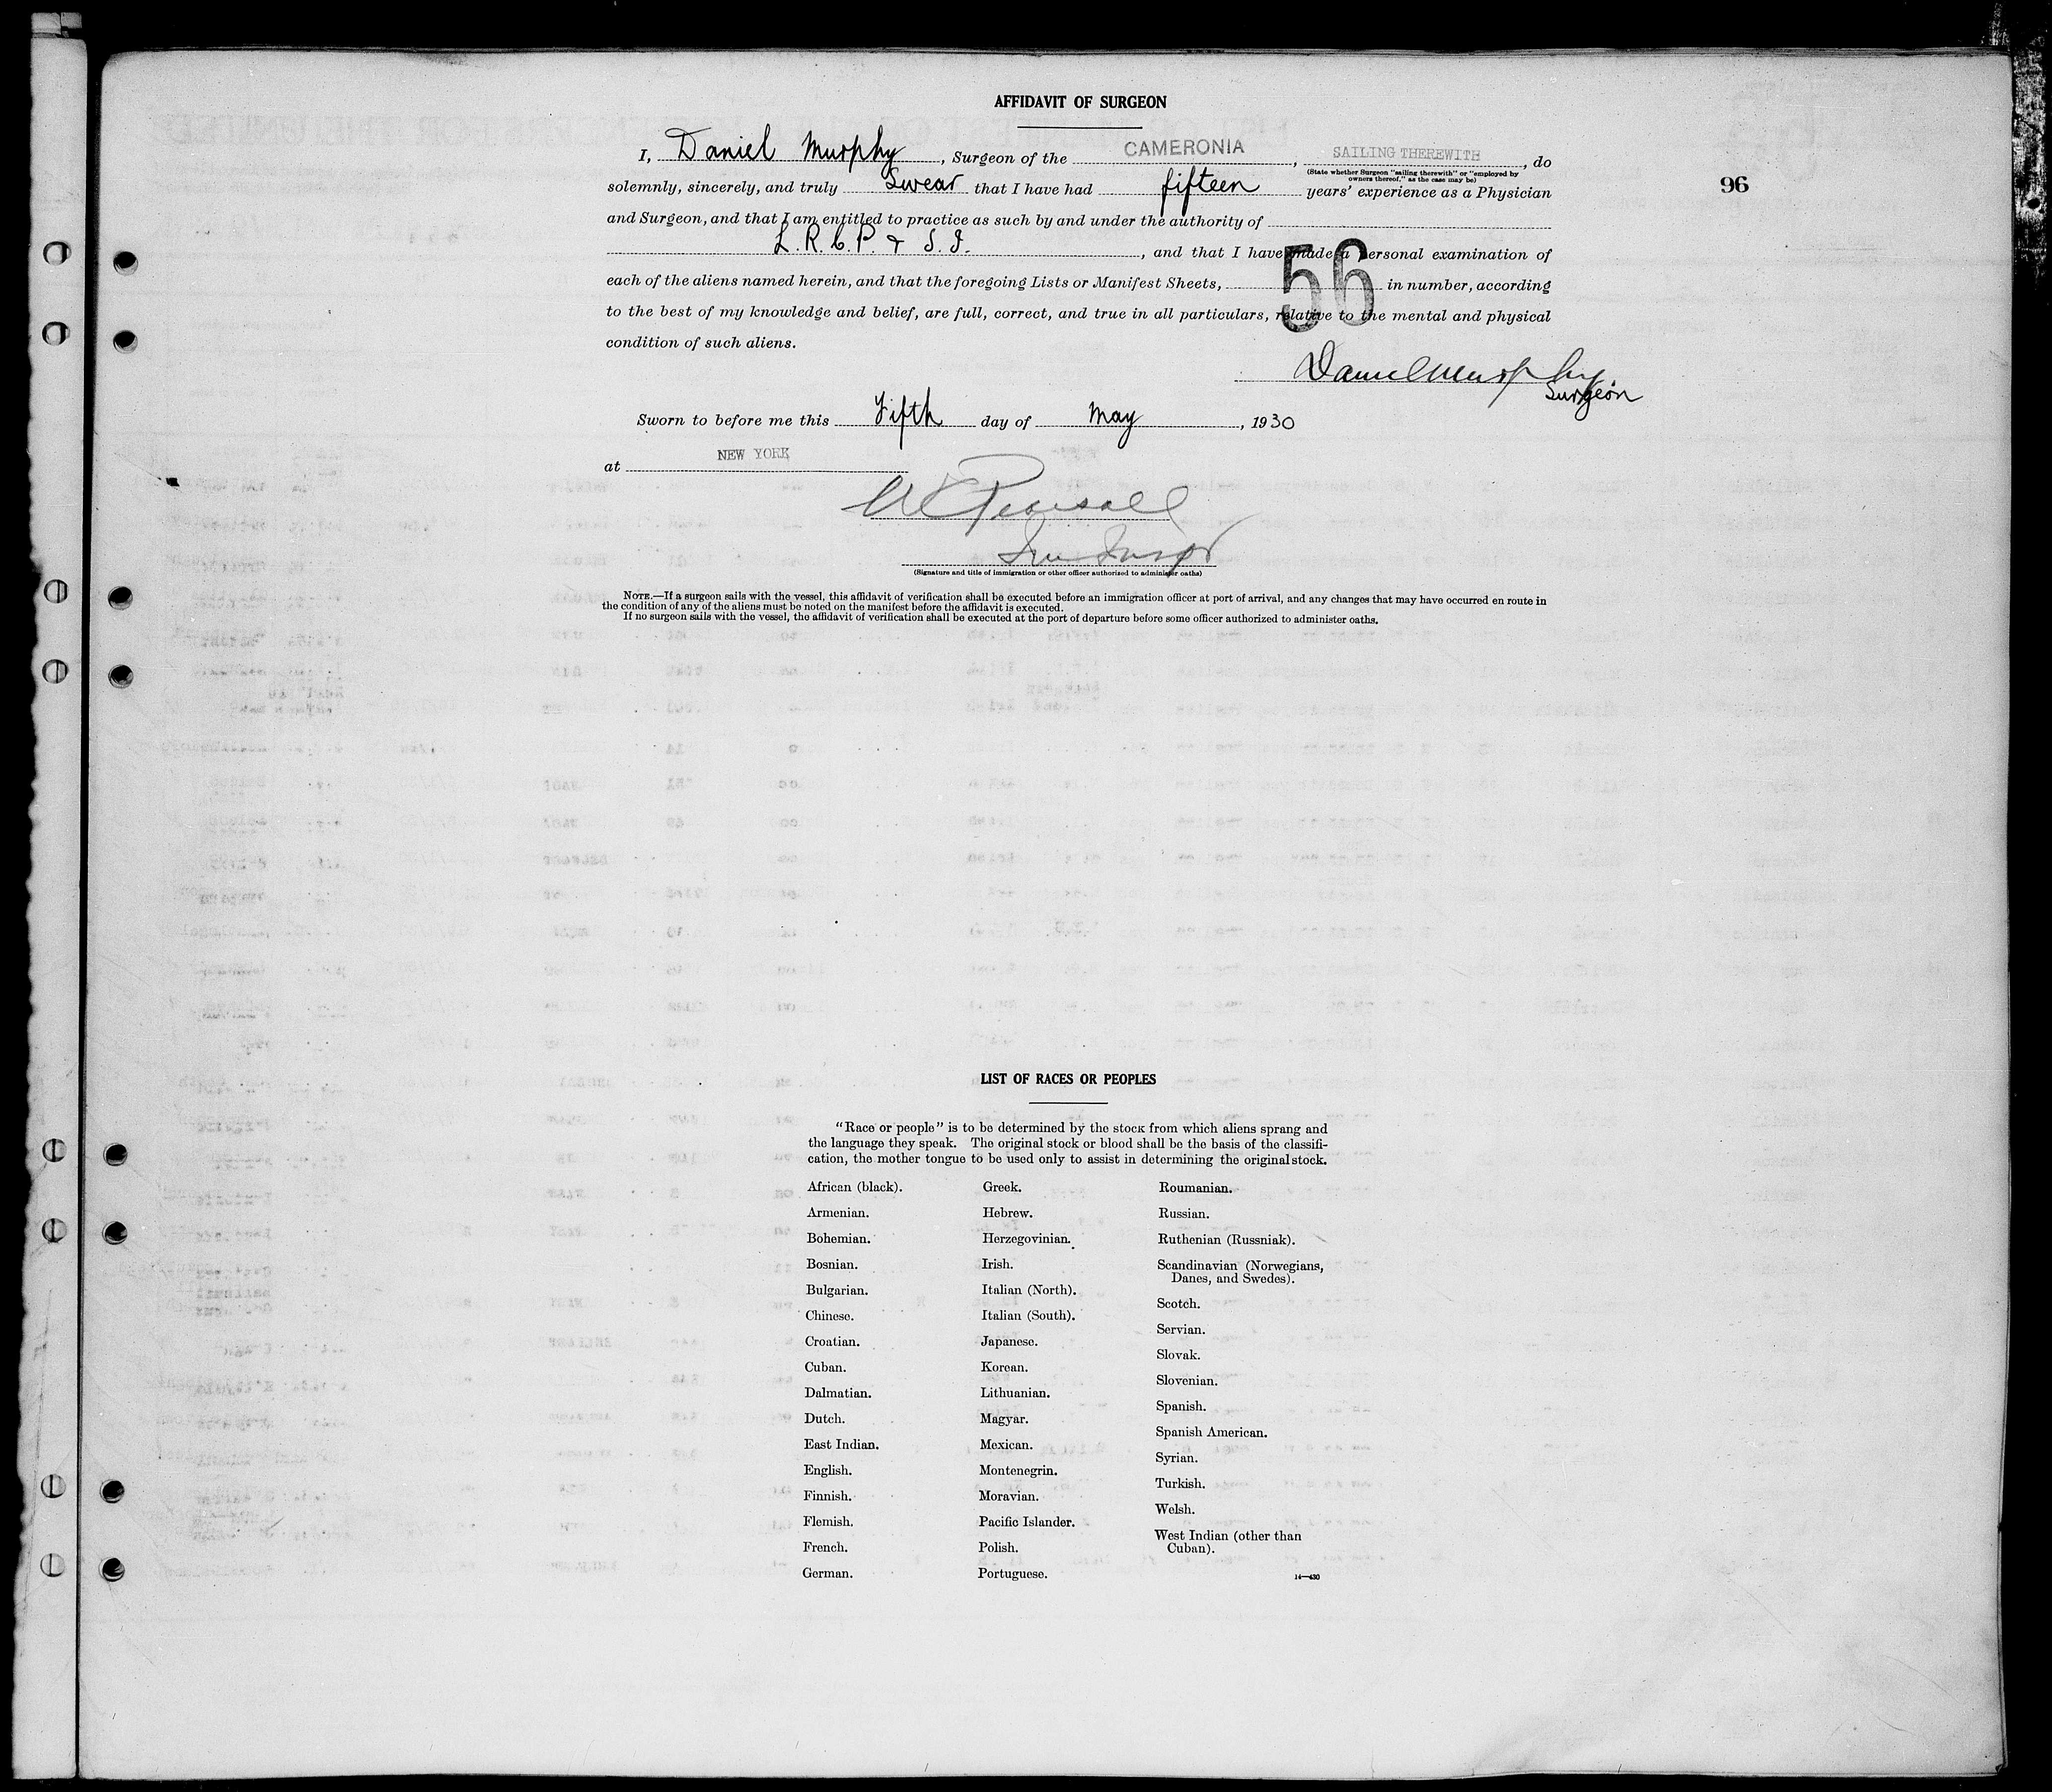 AFFIDAVIT OF SURGEON
I, Daniel Murphy, Surgeon of the CAMERONIA, SAILING THEREWITH, do
(State whether Surgeon "sailing therewith" or "employed by
owners thereof," as the case may be)
solemnly, sincerely, and truly Swear that I have had fifteen years' experience as a Physician
96
and Surgeon, and that I am entitled to practice as such by and under the authority of
L.R.C.P. & S.I., and that I have made a personal examination of
each of the aliens named herein, and that the foregoing Lists or Manifest Sheets, 56 in number, according
to the best of my knowledge and belief, are full, correct, and true in all particulars, relative to the mental and physical
condition of such aliens.
Daniel Murphy
Surgeon
Sworn to before me this Fifth day of May, 1930
at NEW YORK
Pearsall
(Signature and title of immigration or other officer authorized to administer oaths)
NOTE.—If a surgeon sails with the vessel, this affidavit of verification shall be executed before an immigration officer at port of arrival, and any changes that may have occurred en route in
the condition of any of the aliens must be noted on the manifest before the affidavit is executed.
If no surgeon sails with the vessel, the affidavit of verification shall be executed at the port of departure before some officer authorized to administer oaths.
LIST OF RACES OR PEOPLES
"Race or people" is to be determined by the stock from which aliens sprang and
the language they speak. The original stock or blood shall be the basis of the classifi-
cation, the mother tongue to be used only to assist in determining the original stock.
African (black).
Armenian.
Bohemian.
Bosnian.
Bulgarian.
Chinese.
Croatian.
Cuban.
Dalmatian.
Dutch.
East Indian.
English.
Finnish.
Flemish.
French.
German.
Greek.
Hebrew.
Herzegovinian.
Irish.
Italian (North).
Italian (South).
Japanese.
Korean.
Lithuanian.
Magyar.
Mexican.
Montenegrin.
Moravian.
Pacific Islander.
Polish.
Portuguese.
Roumanian.
Russian.
Ruthenian (Russniak).
Scandinavian (Norwegians,
Danes, and Swedes).
Scotch.
Servian.
Slovak.
Slovenian.
Spanish.
Spanish American.
Syrian.
Turkish.
Welsh.
West Indian (other than
Cuban).
14—430